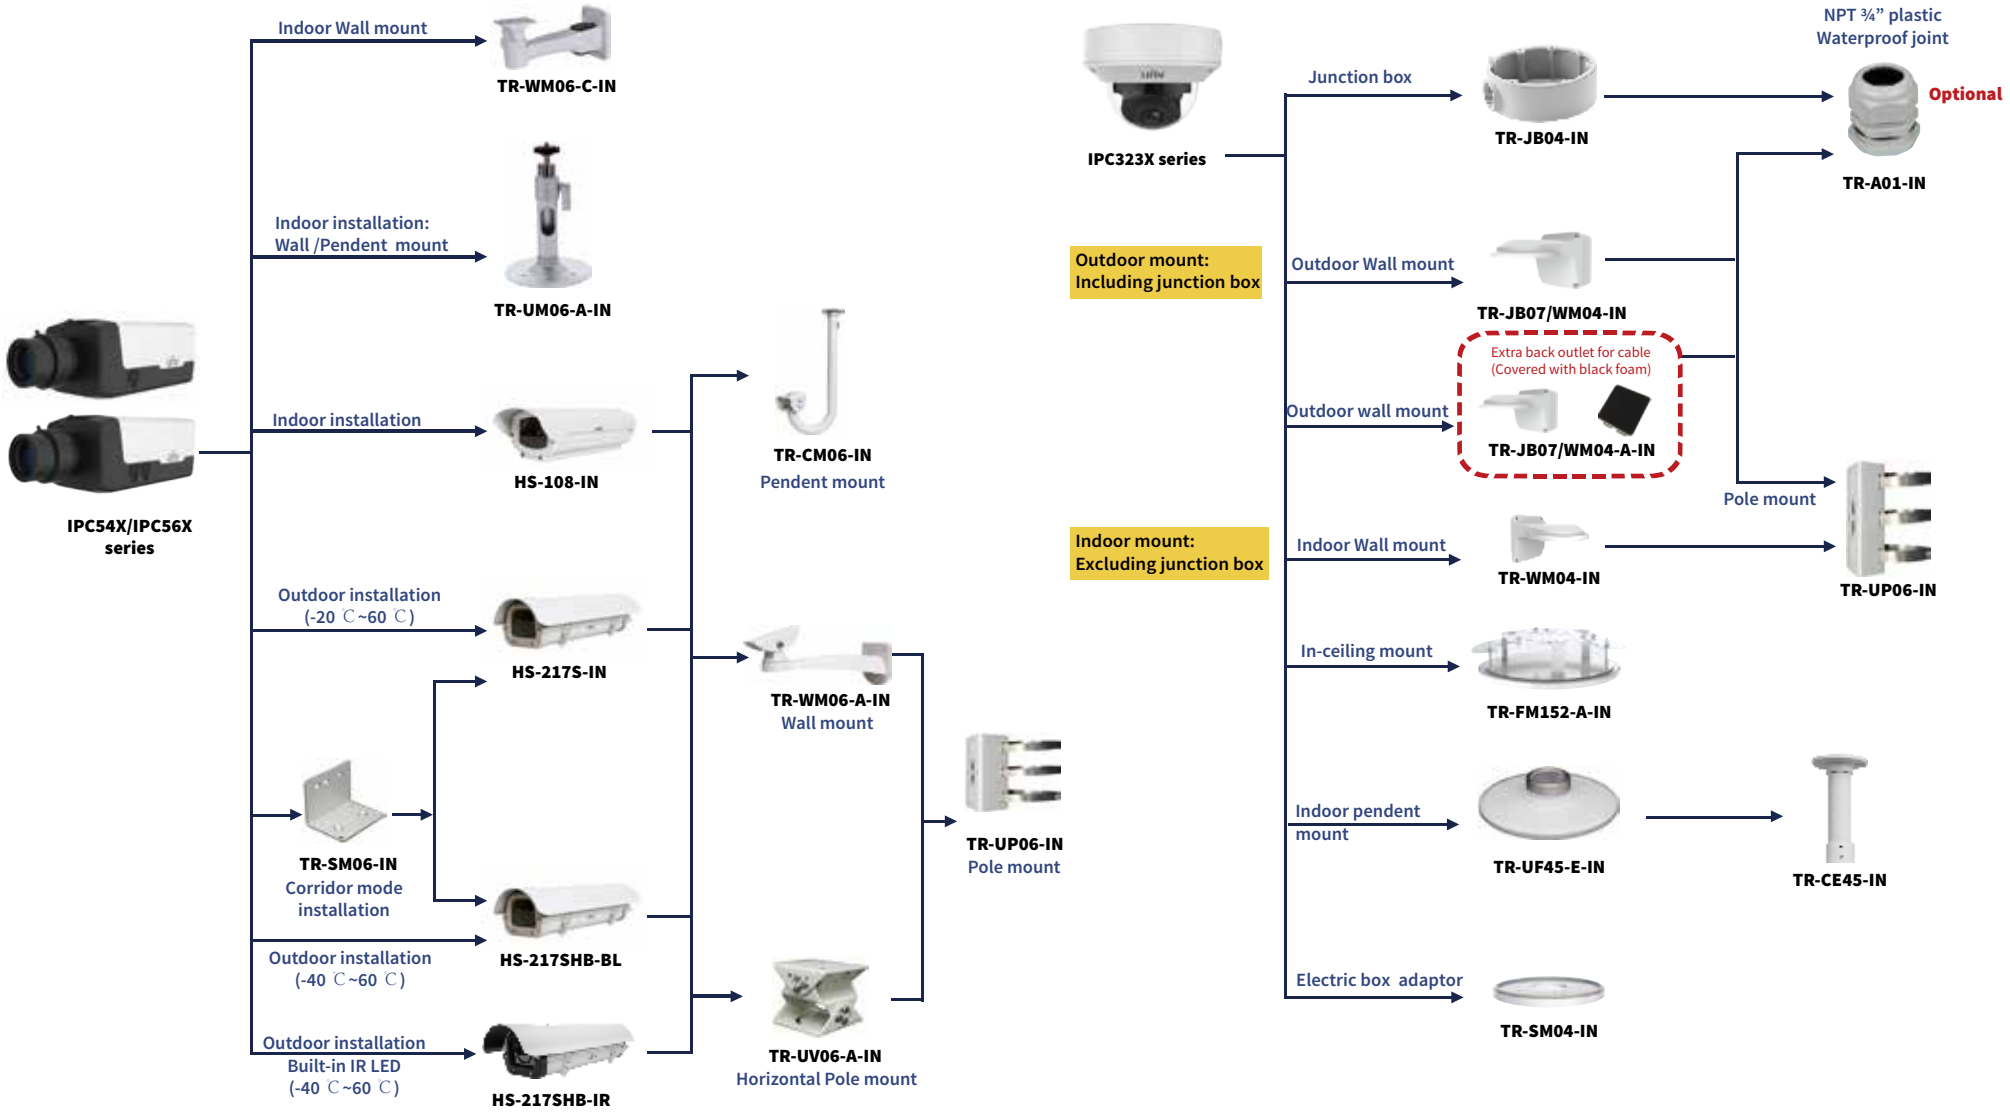 Indoor Wall mount
TR-WM06-C-IN
Indoor installation:
Wall /Pendent mount
TR-UM06-A-IN
IPC54X/IPC56X
series
Indoor installation
HS-108-IN
TR-CM06-IN
Pendent mount
Outdoor installation
(-20 ℃~60 ℃)
HS-217S-IN
TR-WM06-A-IN
Wall mount
TR-SM06-IN
Corridor mode
installation
TR-UP06-IN
Pole mount
HS-217SHB-BL
Outdoor installation
(-40 ℃~60 ℃)
TR-UV06-A-IN
Horizontal Pole mount
Outdoor installation
Built-in IR LED
(-40 ℃~60 ℃)
HS-217SHB-IR
unv
IPC323X series
Junction box
TR-JB04-IN
NPT ¾” plastic
Waterproof joint
Optional
TR-A01-IN
Outdoor mount:
Including junction box
Outdoor Wall mount
TR-JB07/WM04-IN
Extra back outlet for cable
(Covered with black foam)
Outdoor wall mount
TR-JB07/WM04-A-IN
Pole mount
TR-UP06-IN
Indoor mount:
Excluding junction box
Indoor Wall mount
TR-WM04-IN
In-ceiling mount
TR-FM152-A-IN
Indoor pendent
mount
TR-UF45-E-IN
TR-CE45-IN
Electric box adaptor
TR-SM04-IN